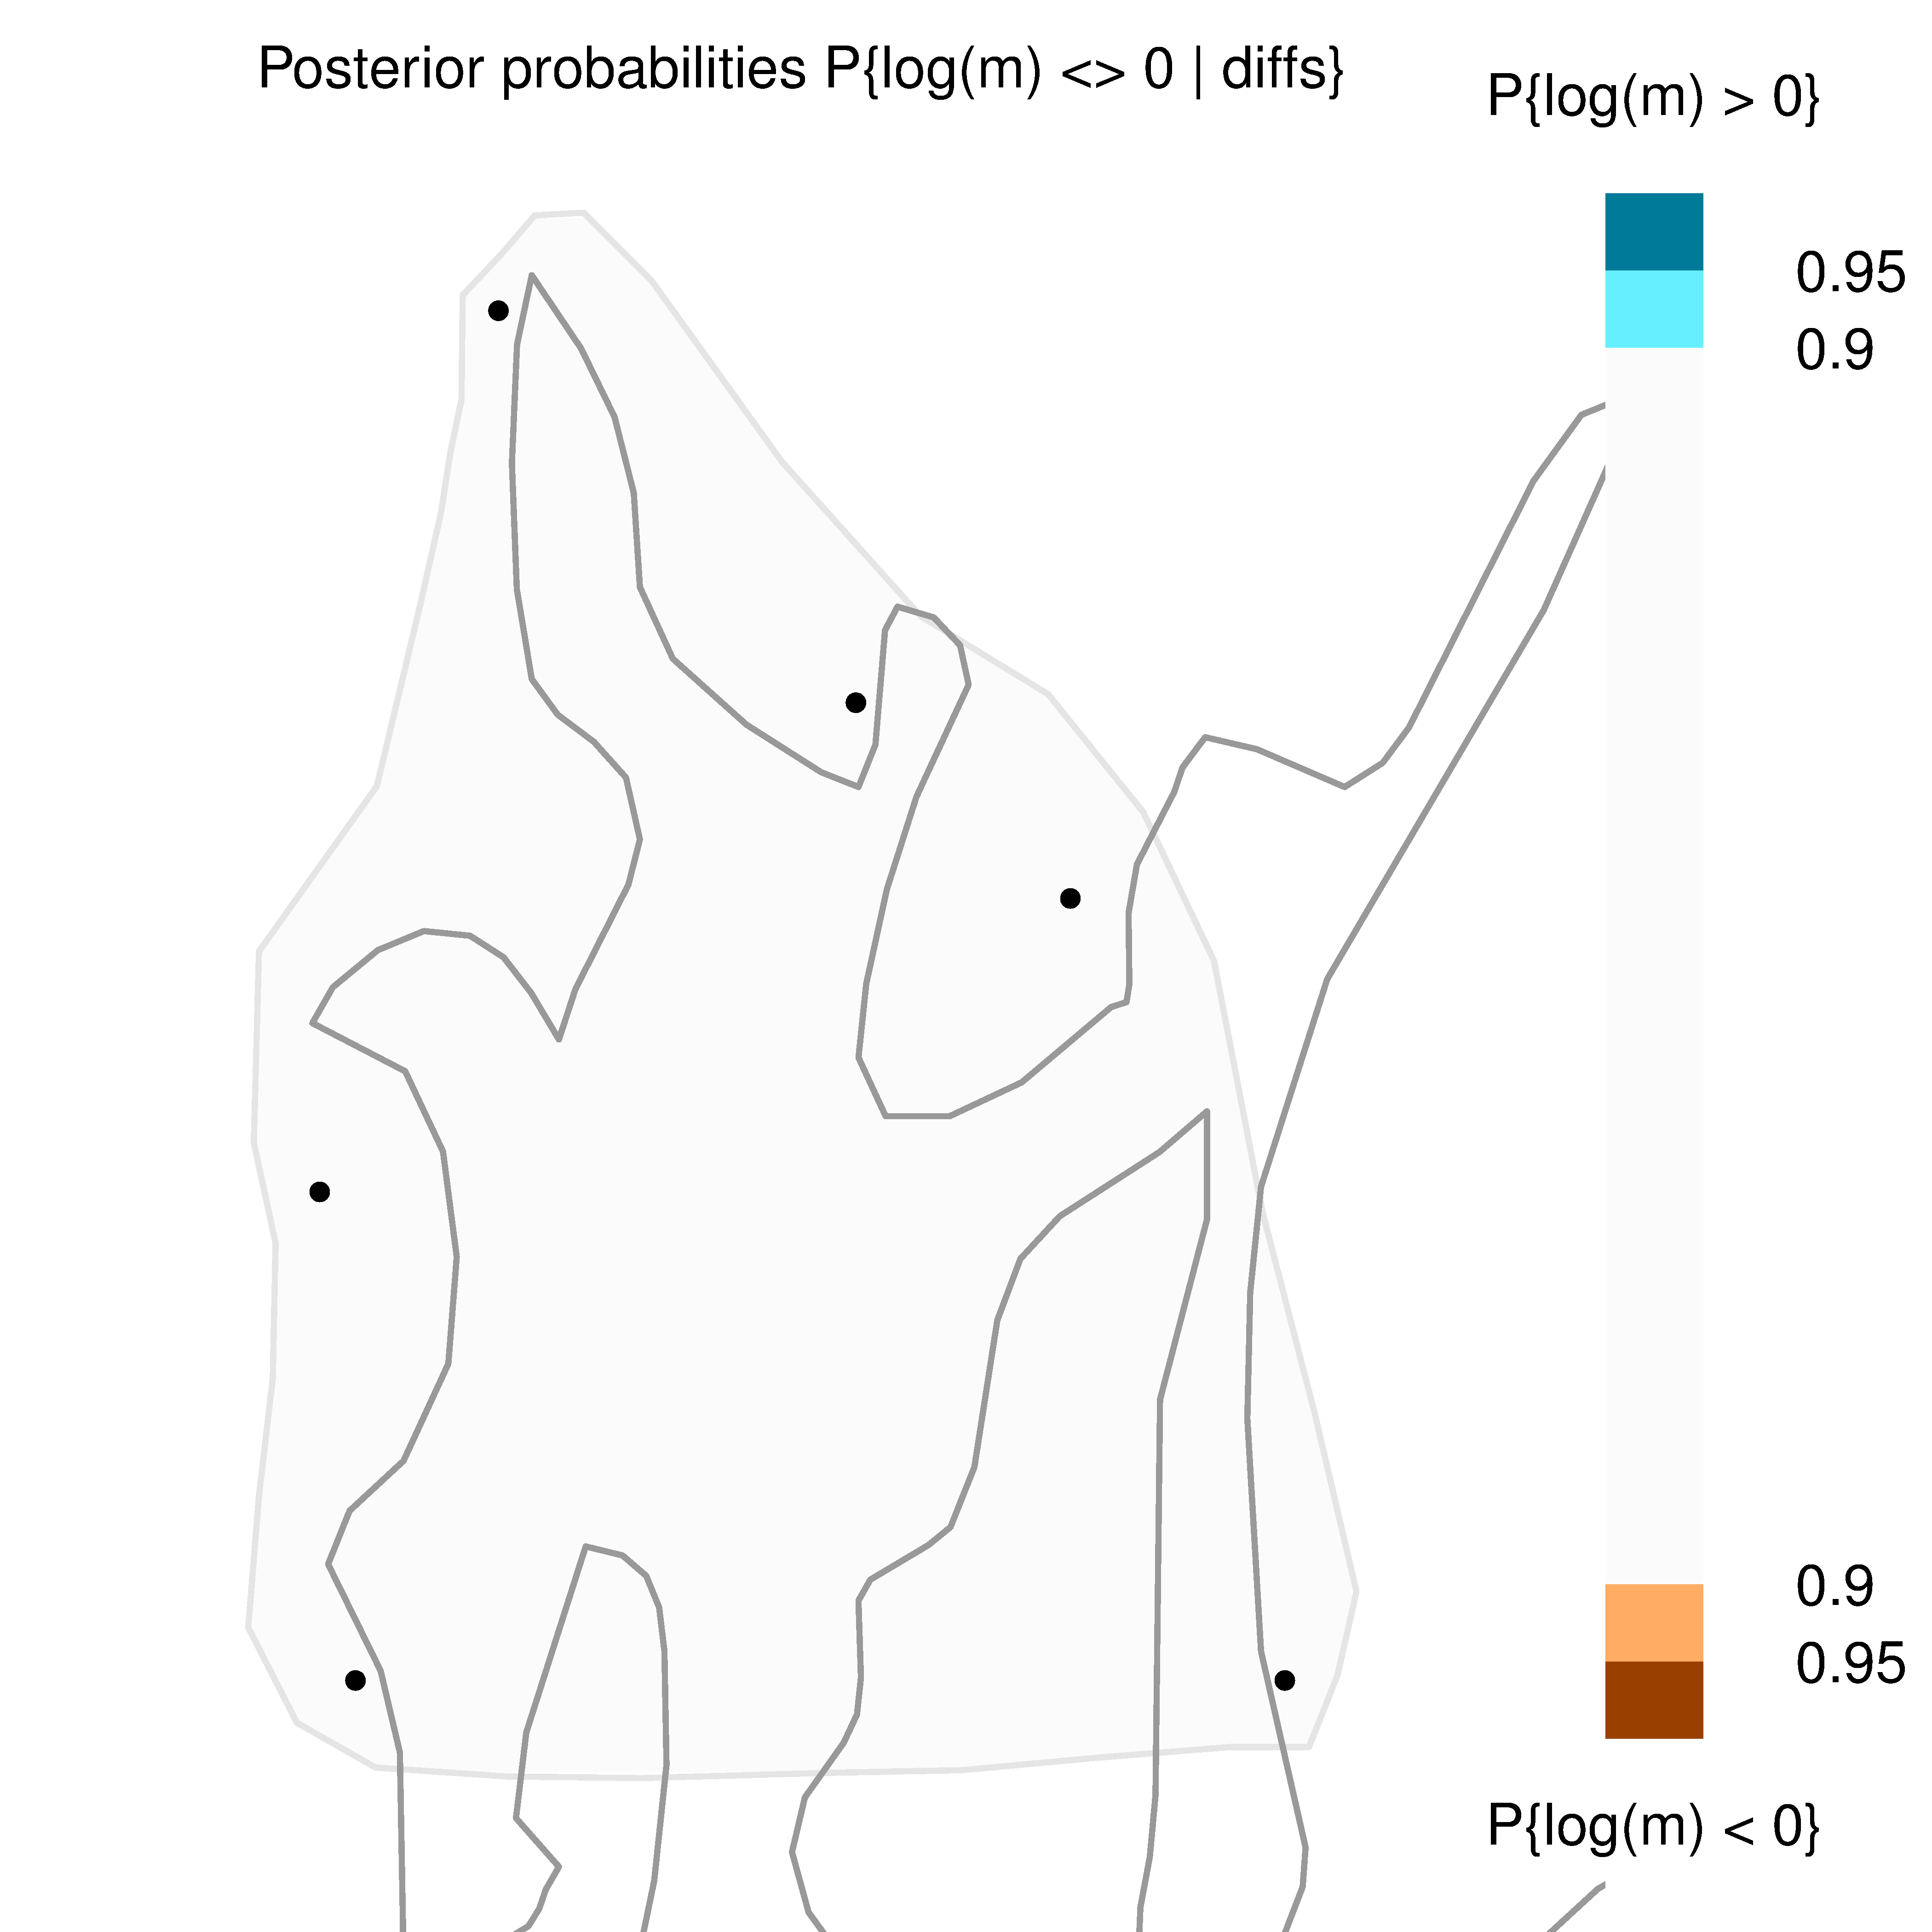 Posterior probabilities P{log(m) <> 0 | diffs}
P{log(m) > 0}
0.95
0.9
0.9
0.95
P{log(m) < 0}